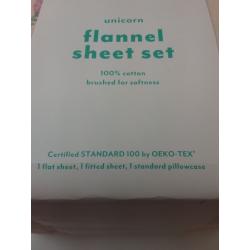 unicorn
flannel
sheet set
100% cotton
brushed for softness
Certified STANDARD 100 by OEKO-TEX®
1 flat sheet, 1 fitted sheet, 1 standard pillowcase